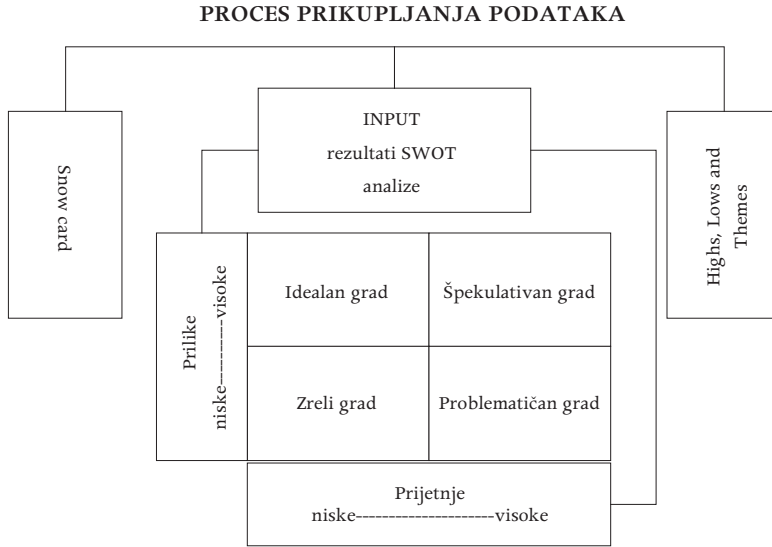 PROCES PRIKUPLJANJA PODATAKA
Snow card
INPUT
rezultati SWOT
analize
Highs, Lows and
Themes
Prilike
niske----------visoke
Idealan grad
Špekulativan grad
Zreli grad
Problematičan grad
Prijetnje
niske---------------------visoke